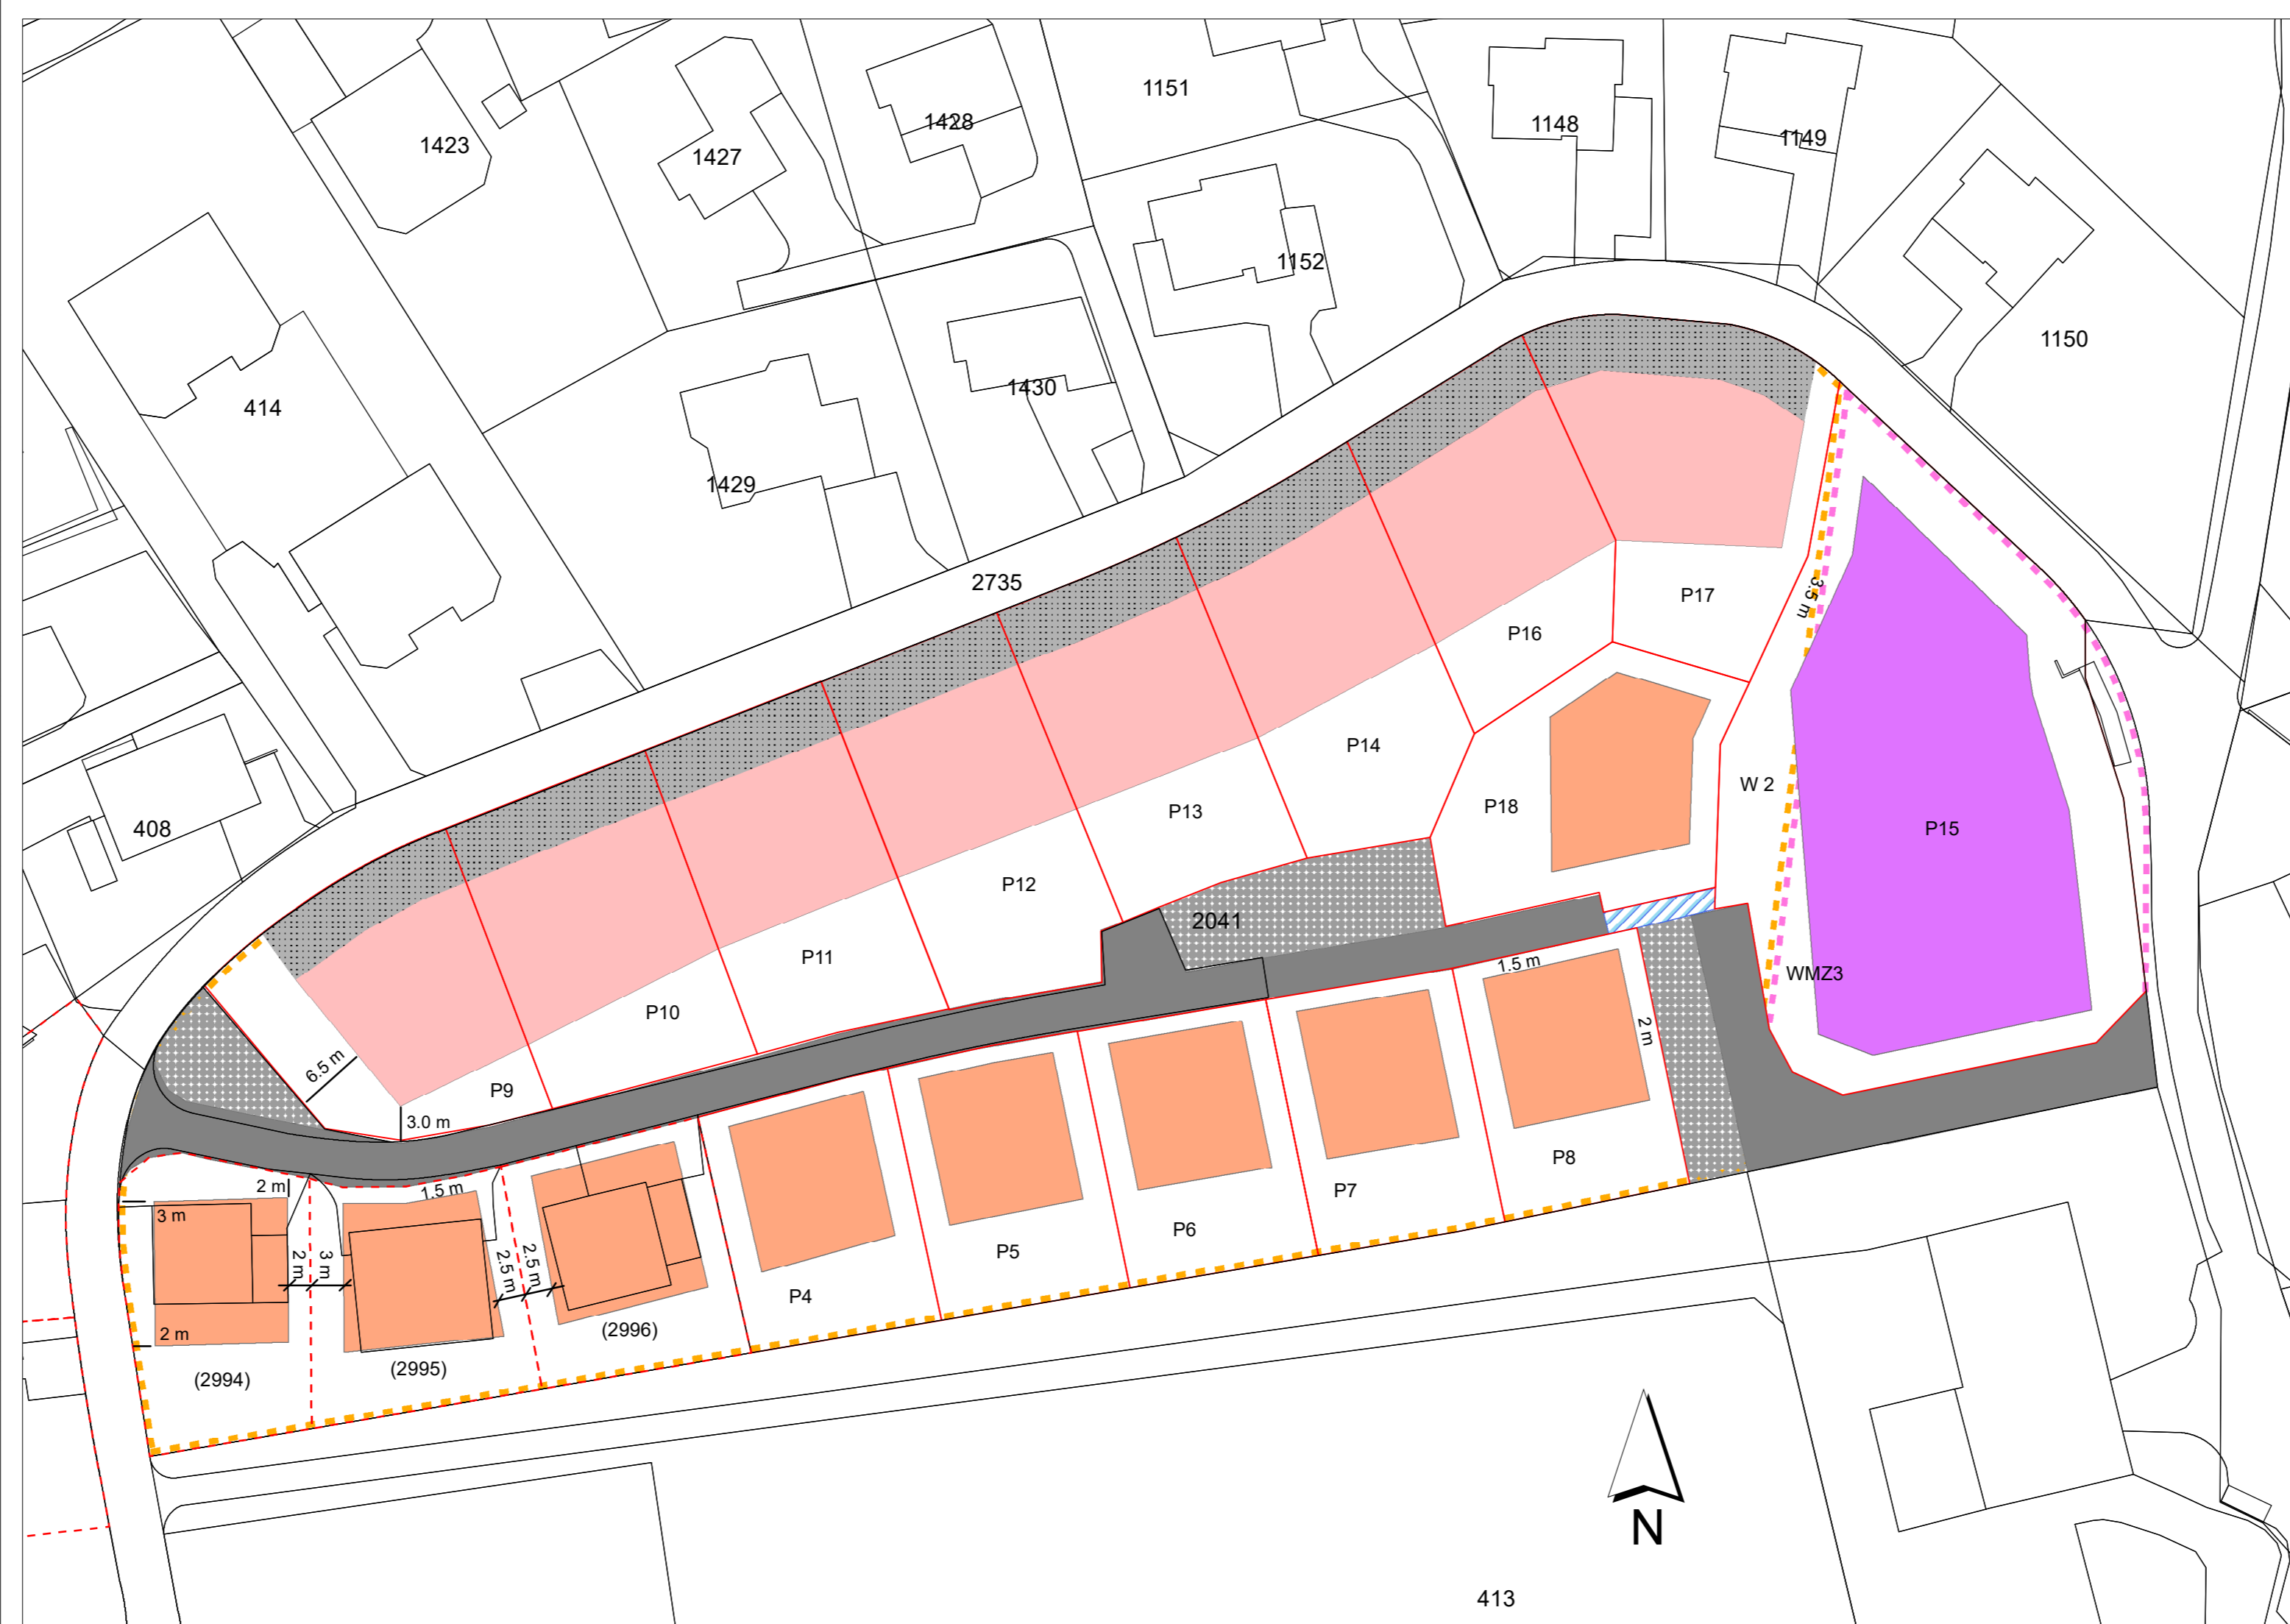 1151
1428
1148
1149
1423
1427
1152
1150
1430
414
1429
2735
3.5 m
P17
P16
P14
W 2
P18
P13
408
P15
P12
2041
P11
1.5 m
WMZ3
P10
2 m
6.5 m
P9
3.0 m
P8
2 m
1.5 m
P7
3 m
P6
2 m
3 m
2.5 m
2.5 m
P5
P4
2 m
(2996)
(2995)
(2994)
N
413